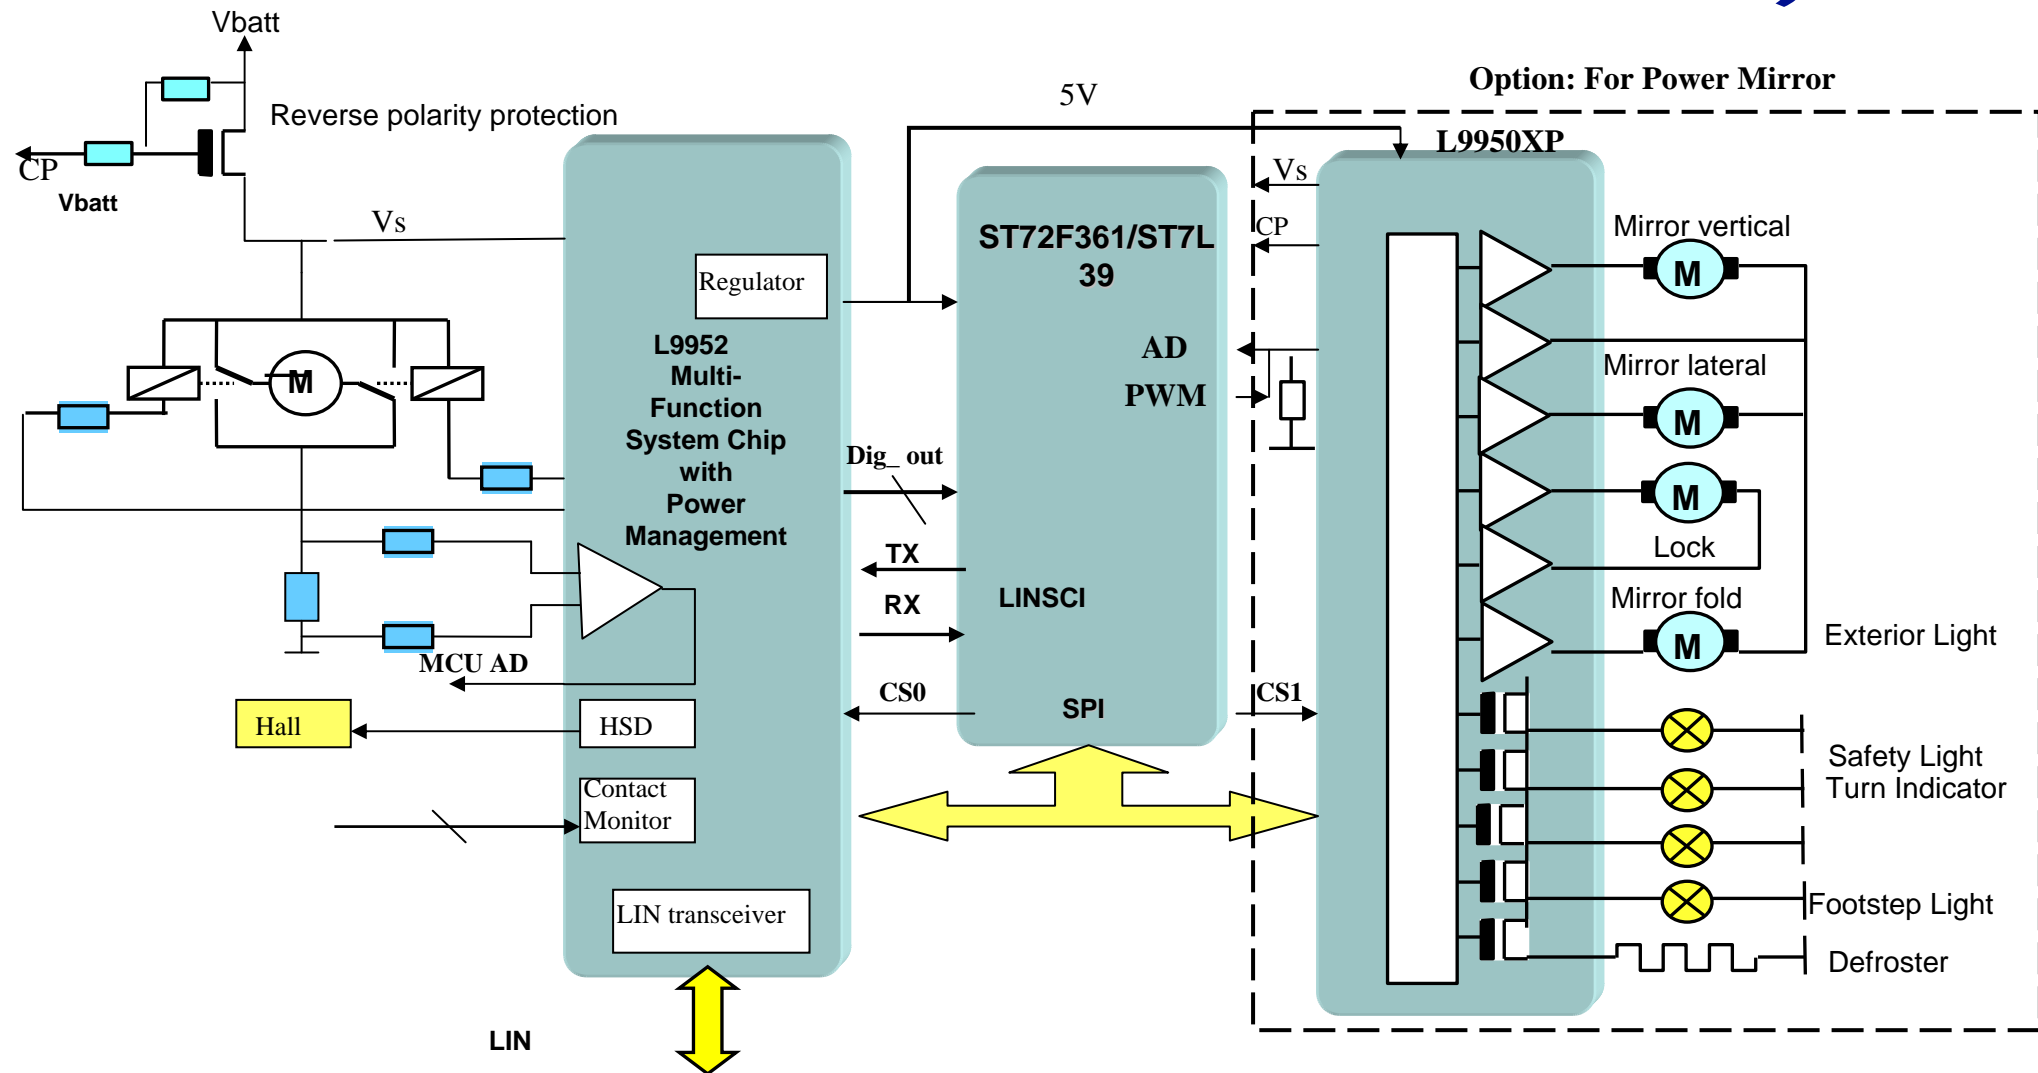 Vbatt
Reverse polarity protection
CP
Vbatt
Vs
5V
Option: For Power Mirror
L9950XP
Vs
CP
ST72F361/ST7L
39
Regulator
L9952
Multi-
Function
System Chip
with
Power
Management
AD
PWM
Dig_ out
TX
RX
LINSCI
MCU AD
CS0
SPI
CS1
Hall
HSD
Contact
Monitor
LIN transceiver
LIN
M
Mirror vertical
M
Mirror lateral
M
M
Lock
Mirror fold
M
Exterior Light
Safety Light
Turn Indicator
Footstep Light
Defroster